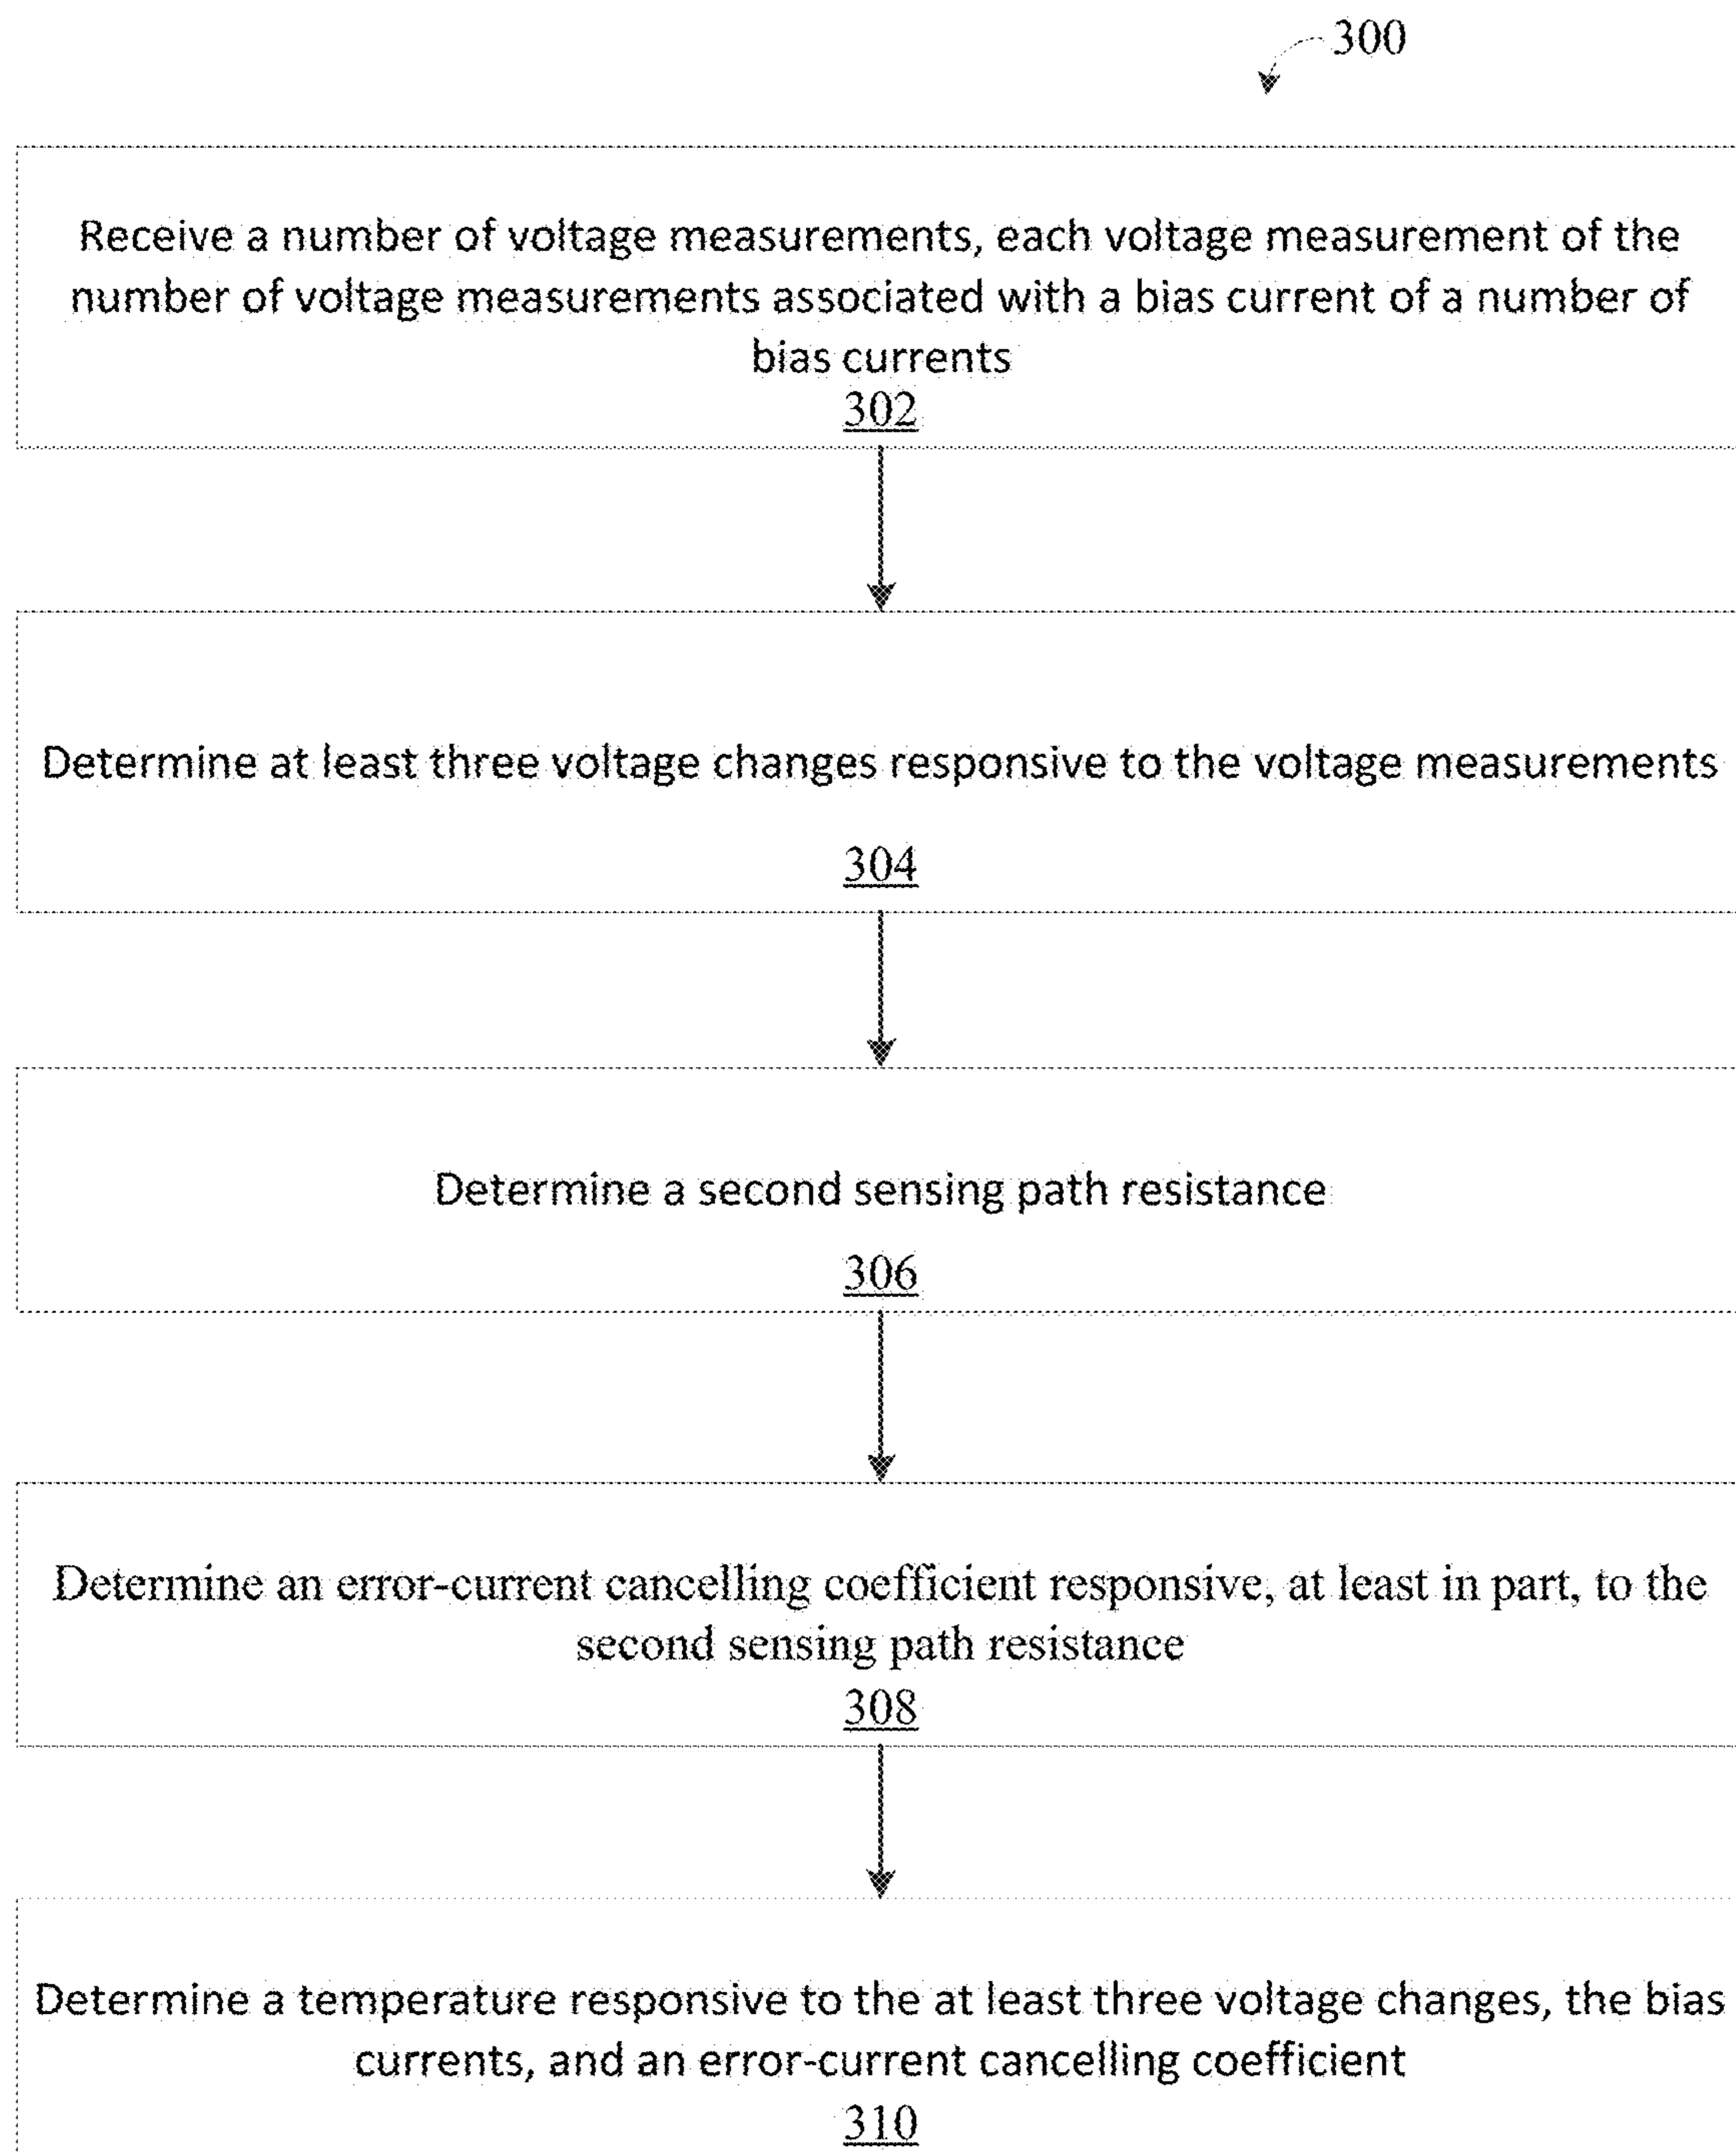 300
Receive a number of voltage measurements, each voltage measurement of the
number of voltage measurements associated with a bias current of a number of
bias currents
302
Determine at least three voltage changes responsive to the voltage measurements
304
Determine a second sensing path resistance
306
Determine an error-current cancelling coefficient responsive, at least in part, to the
second sensing path resistance
308
Determine a temperature responsive to the at least three voltage changes, the bias
currents, and an error-current cancelling coefficient
310